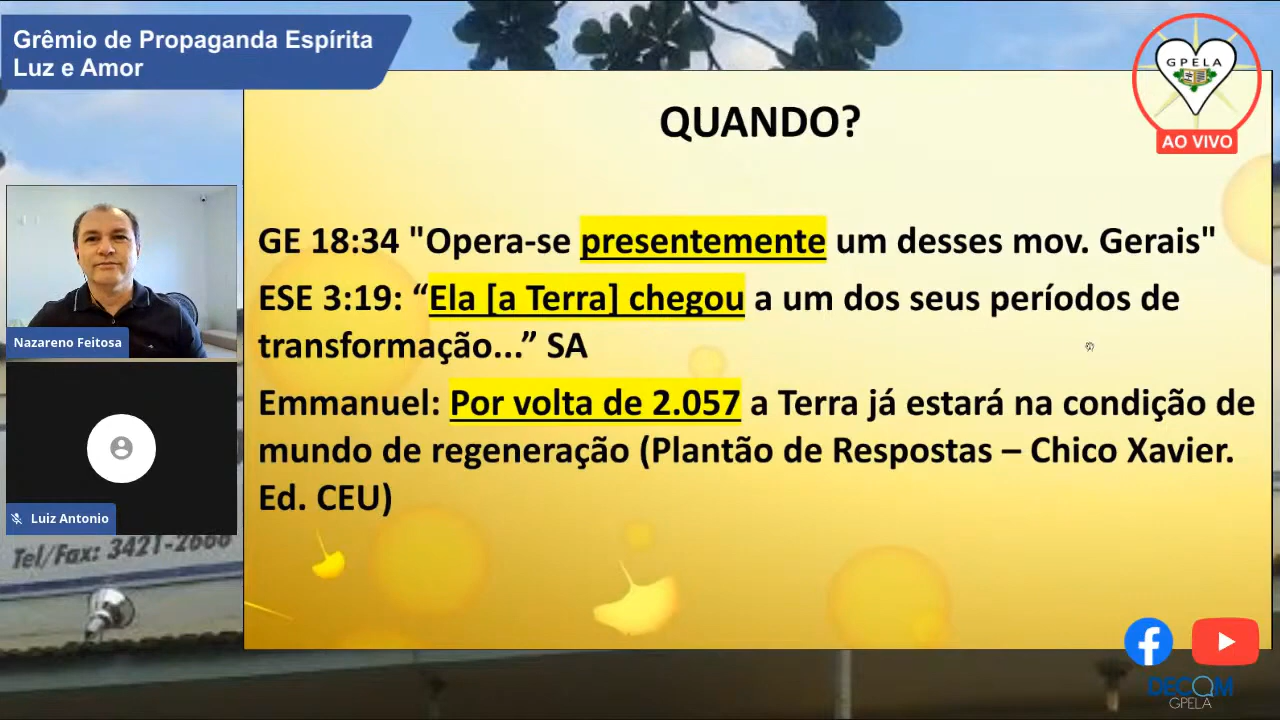 Grêmio de Propaganda Espírita
Luz e Amor
GPELA
AO VIVO
QUANDO?
GE 18:34 "Opera-se presentemente um desses mov. Gerais"
ESE 3:19: “Ela [a Terra] chegou a um dos seus períodos de
transformação...” SA
Emmanuel: Por volta de 2.057 a Terra já estará na condição de
mundo de regeneração (Plantão de Respostas – Chico Xavier.
Ed. CEU)
Nazareno Feitosa
Luiz Antonio
Tel/Fax: 3421-2666
DECOM
GPELA